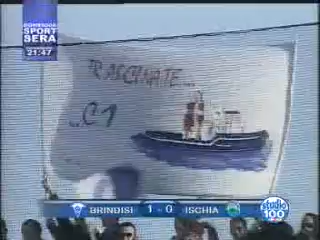 DOMENICA
SPORT
SERA
21:47
TRASCINATE...
...C1
BRINDISI 1-0 ISCHIA
studio
100